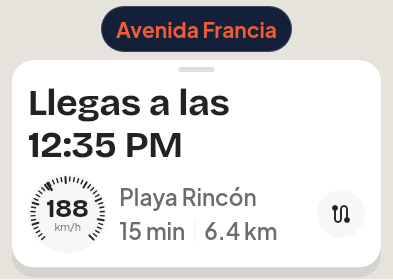 Avenida Francia
Llegas a las
12:35 PM
188
km/h
Playa Rincón
15 min
6.4 km